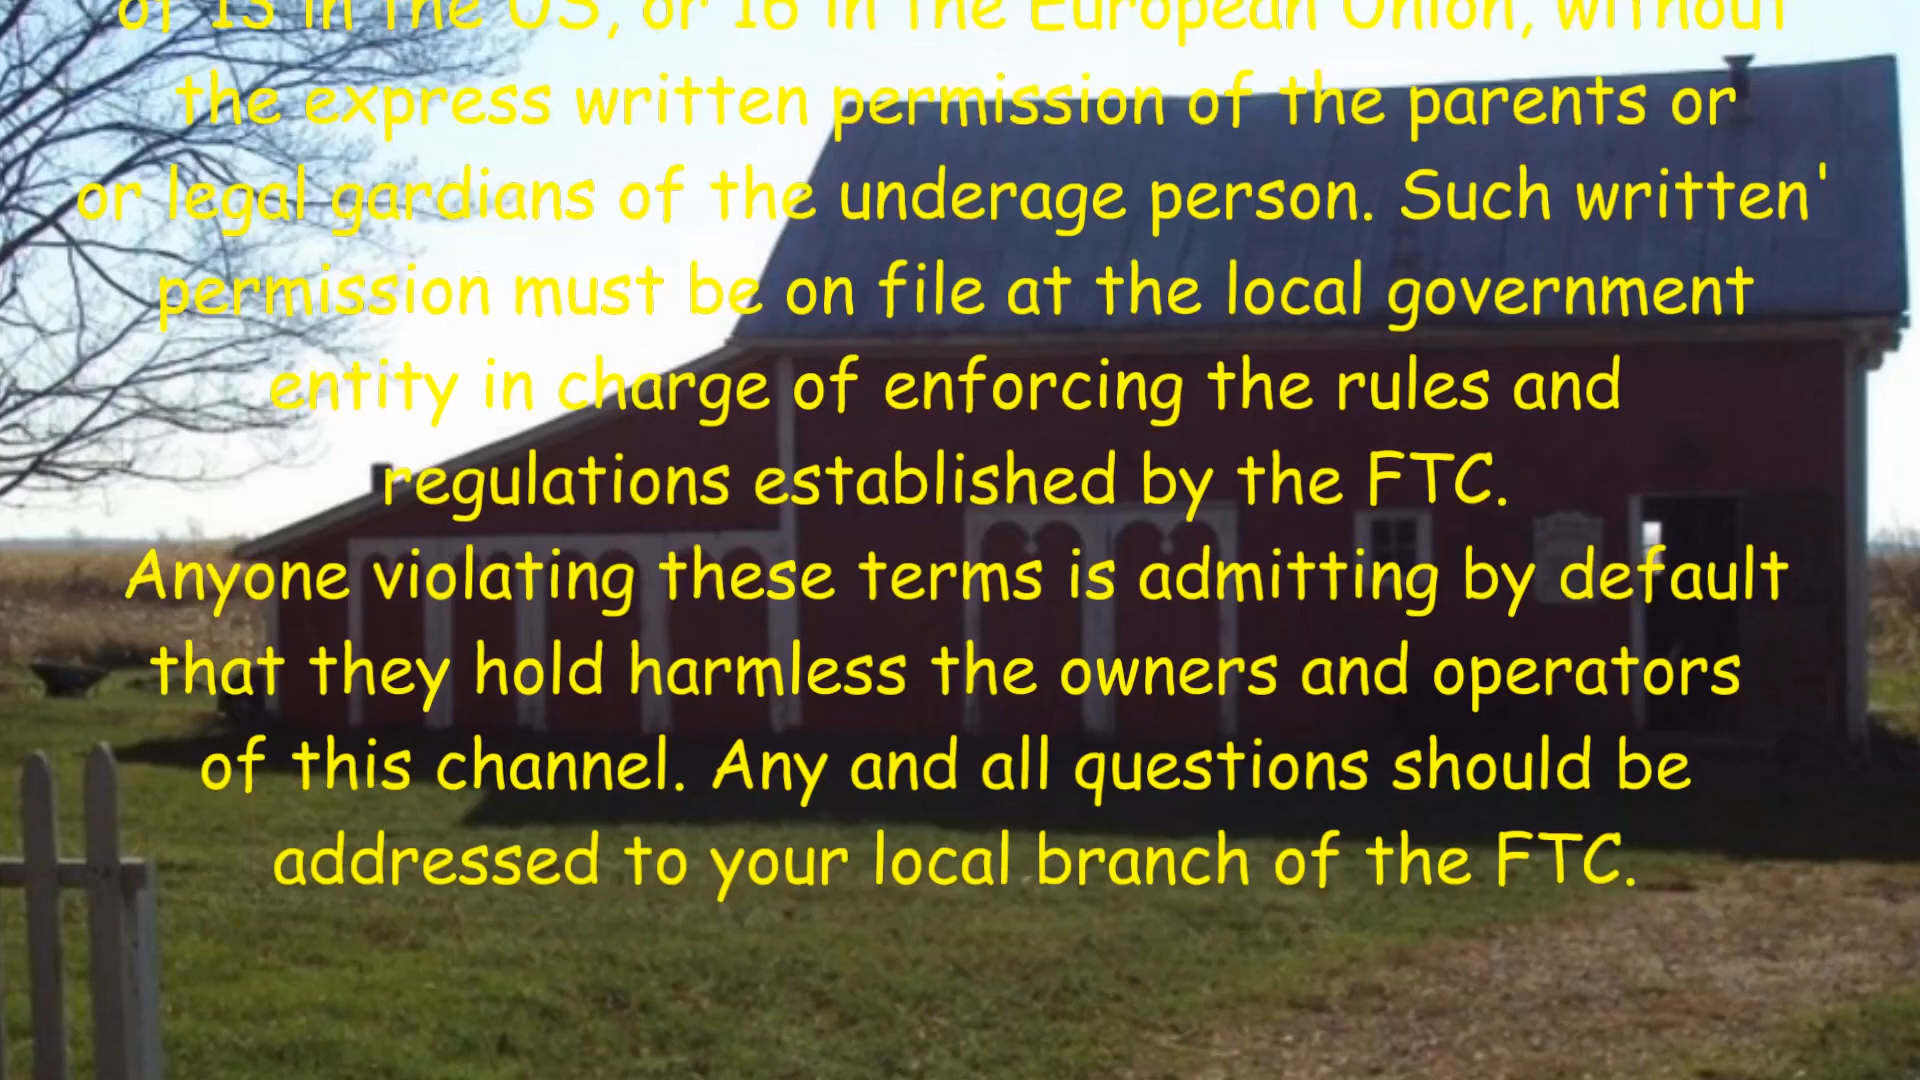 of 13 in the US, or 16 in the European Union, without
the express written permission of the parents or
or legal gardians of the underage person. Such written'
permission must be on file at the local government
entity in charge of enforcing the rules and
regulations established by the FTC.
Anyone violating these terms is admitting by default
that they hold harmless the owners and operators
of this channel. Any and all questions should be
addressed to your local branch of the FTC.